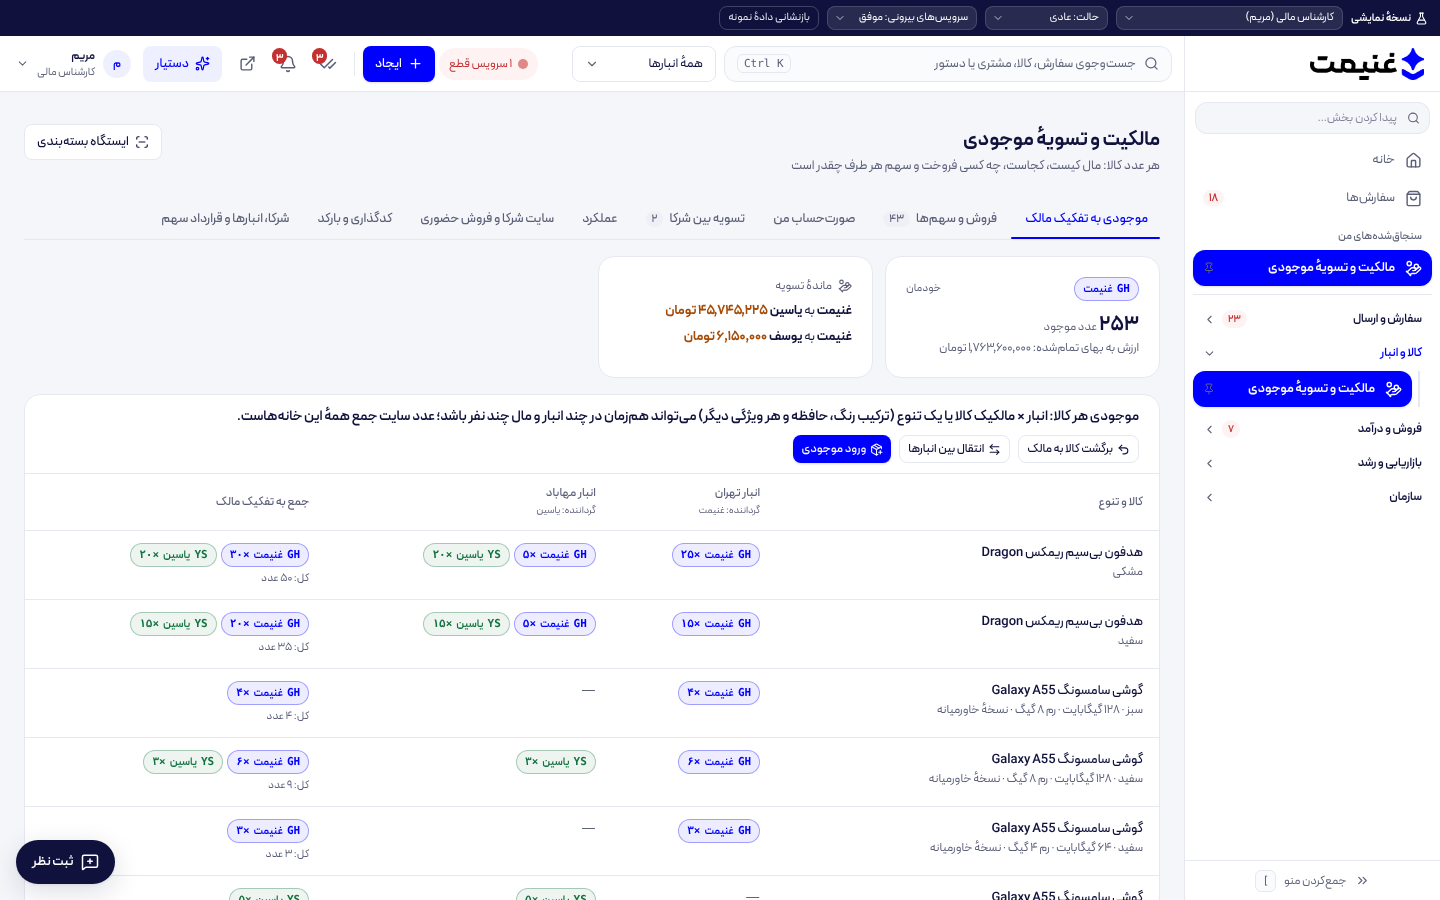 نسخهٔ نمایشی
کارشناس مالی (مریم)
حالت: عادی
سرویس‌های بیرونی: موفق
بازنشانی دادهٔ نمونه
غنیمت
جست‌وجوی سفارش، کالا، مشتری یا دستور
Ctrl K
همهٔ انبارها
۱ سرویس قطع
ایجاد
۳
۳
دستیار
م
مریم
کارشناس مالی
پیدا کردن بخش...
خانه
سفارش‌ها
۱۸
سنجاق‌شده‌های من
مالکیت و تسویهٔ موجودی
سفارش و ارسال
۲۳
کالا و انبار
مالکیت و تسویهٔ موجودی
فروش و درآمد
۷
بازاریابی و رشد
سازمان
جمع‌کردن منو
[
مالکیت و تسویهٔ موجودی
هر عدد کالا: مال کیست، کجاست، چه کسی فروخت و سهم هر طرف چقدر است
ایستگاه بسته‌بندی
موجودی به تفکیک مالک
فروش و سهم‌ها ۴۳
صورت‌حساب من
تسویه بین شرکا ۲
عملکرد
سایت شرکا و فروش حضوری
کدگذاری و بارکد
شرکا، انبارها و قرارداد سهم
GH غنیمت
خودمان
۲۵۳ عدد موجود
ارزش به بهای تمام‌شده: ۱,۷۶۳,۶۰۰,۰۰۰ تومان
ماندهٔ تسویه
غنیمت به یاسین ۴۵,۷۴۵,۲۲۵ تومان
غنیمت به یوسف ۶,۱۵۰,۰۰۰ تومان
موجودی هر کالا: انبار × مالکیک کالا یا یک تنوع (ترکیب رنگ، حافظه و هر ویژگی دیگر) می‌تواند هم‌زمان در چند انبار و مال چند نفر باشد؛ عدد سایت جمع همهٔ این خانه‌هاست.
برگشت کالا به مالک
انتقال بین انبارها
ورود موجودی
کالا و تنوع
انبار تهران
گرداننده: غنیمت
انبار مهاباد
گرداننده: یاسین
جمع به تفکیک مالک
هدفون بی‌سیم ریمکس Dragon
مشکی
GH غنیمت ×۲۵
GH غنیمت ×۵
YS یاسین ×۲۰
GH غنیمت ×۳۰
YS یاسین ×۲۰
کل: ۵۰ عدد
هدفون بی‌سیم ریمکس Dragon
سفید
GH غنیمت ×۱۵
GH غنیمت ×۵
YS یاسین ×۱۵
GH غنیمت ×۲۰
YS یاسین ×۱۵
کل: ۳۵ عدد
گوشی سامسونگ Galaxy A55
سبز · ۱۲۸ گیگابایت · رم ۸ گیگ · نسخهٔ خاورمیانه
GH غنیمت ×۴
—
GH غنیمت ×۴
کل: ۴ عدد
گوشی سامسونگ Galaxy A55
سفید · ۱۲۸ گیگابایت · رم ۸ گیگ · نسخهٔ خاورمیانه
GH غنیمت ×۶
YS یاسین ×۳
GH غنیمت ×۶
YS یاسین ×۳
کل: ۹ عدد
گوشی سامسونگ Galaxy A55
سفید · ۶۴ گیگابایت · رم ۴ گیگ · نسخهٔ خاورمیانه
GH غنیمت ×۳
—
GH غنیمت ×۳
کل: ۳ عدد
گوشی سامسونگ Galaxy A55
—
YS یاسین ×۵
YS یاسین ×۵
ثبت نظر